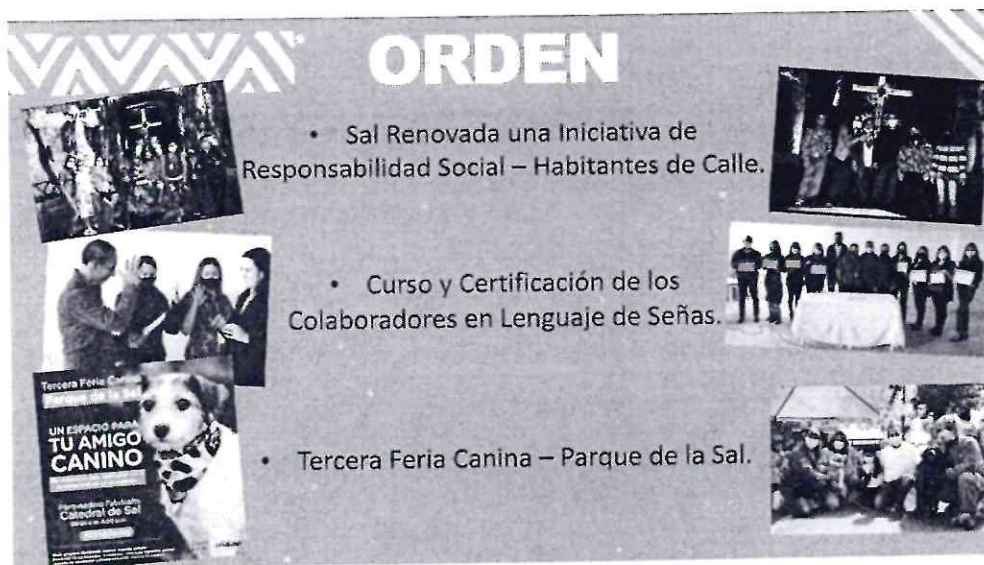 ORDEN
• Sal Renovada una Iniciativa de
Responsabilidad Social – Habitantes de Calle.
• Curso y Certificación de los
Colaboradores en Lenguaje de Señas.
Tercera Feria Canina
Parque de la Sal
UN ESPACIO PARA
TU AMIGO
CANINO
Catedral de Sal
• Tercera Feria Canina – Parque de la Sal.